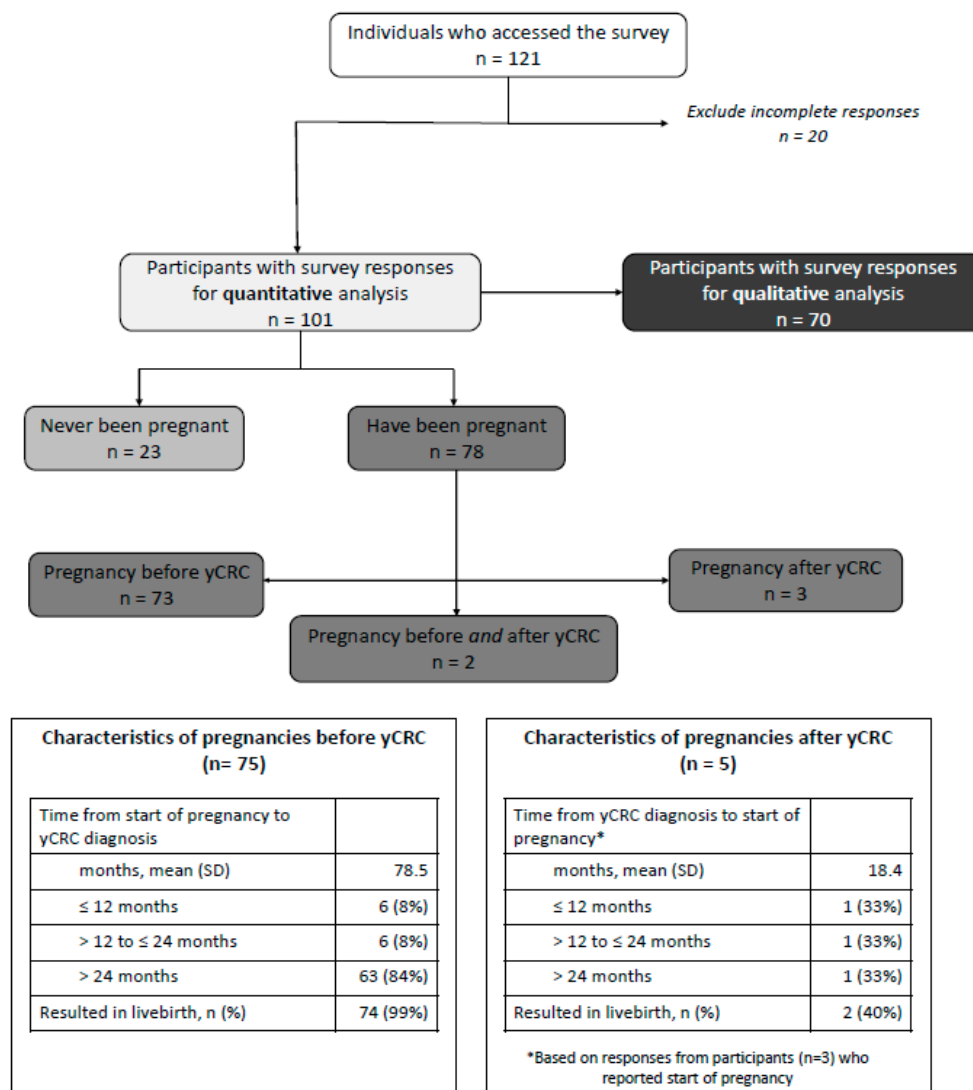 Individuals who accessed the survey
n = 121
Exclude incomplete responses
n = 20
Participants with survey responses
for quantitative analysis
n = 101
Participants with survey responses
for qualitative analysis
n = 70
Never been pregnant
n = 23
Have been pregnant
n = 78
Pregnancy before yCRC
n = 73
Pregnancy after yCRC
n = 3
Pregnancy before and after yCRC
n = 2
Characteristics of pregnancies before yCRC
(n= 75)
Time from start of pregnancy to
yCRC diagnosis
months, mean (SD) 78.5
≤ 12 months 6 (8%)
> 12 to ≤ 24 months 6 (8%)
> 24 months 63 (84%)
Resulted in livebirth, n (%) 74 (99%)
Characteristics of pregnancies after yCRC
(n = 5)
Time from yCRC diagnosis to start of
pregnancy*
months, mean (SD) 18.4
≤ 12 months 1 (33%)
> 12 to ≤ 24 months 1 (33%)
> 24 months 1 (33%)
Resulted in livebirth, n (%) 2 (40%)
*Based on responses from participants (n=3) who
reported start of pregnancy